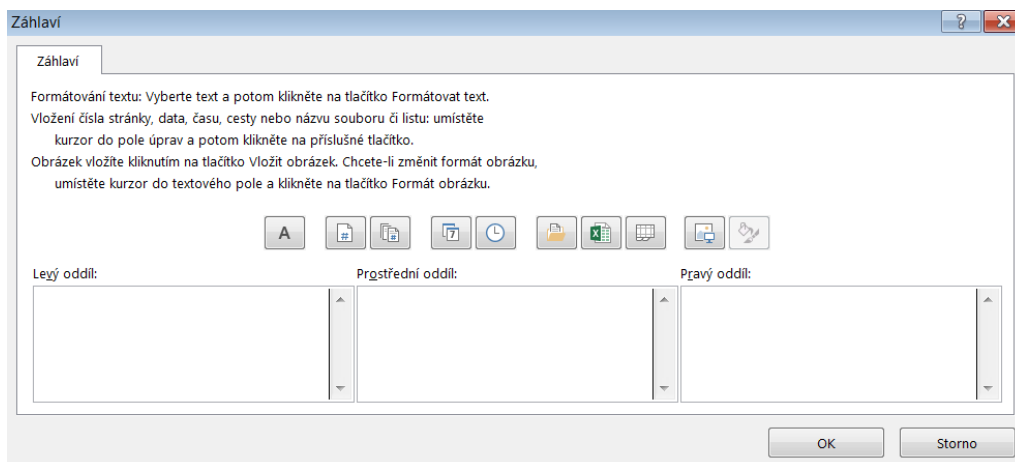 Záhlaví
Záhlaví
Formátování textu: Vyberte text a potom klikněte na tlačítko Formátovat text.
Vložení čísla stránky, data, času, cesty nebo názvu souboru či listu: umístěte
kurzor do pole úprav a potom klikněte na příslušné tlačítko.
Obrázek vložíte kliknutím na tlačítko Vložit obrázek. Chcete-li změnit formát obrázku,
umístěte kurzor do textového pole a klikněte na tlačítko Formát obrázku.
A # # 7 X
Levý oddíl: Prostřední oddíl: Pravý oddíl:
OK Storno